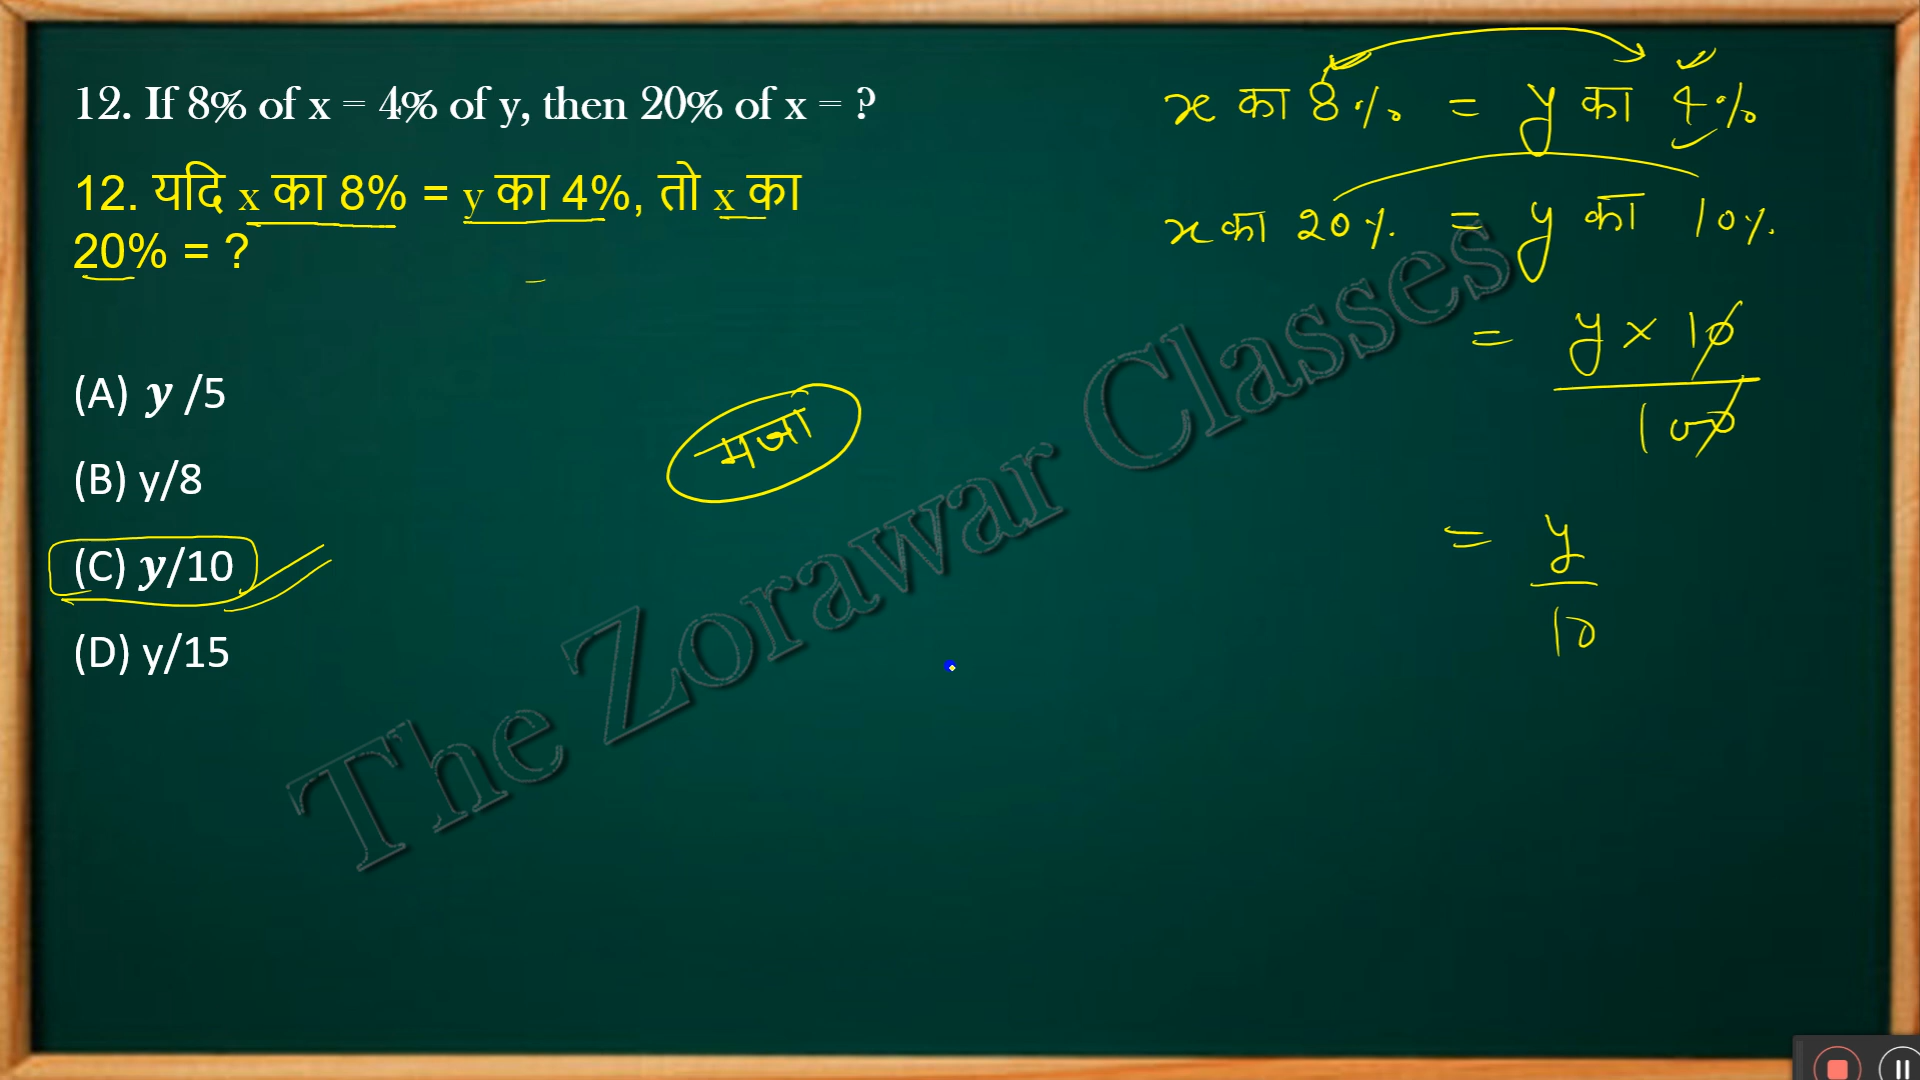 12. If 8% of x = 4% of y, then 20% of x = ?
12. यदि x का 8% = y का 4%, तो x का
20% = ?
(A) y /5
(B) y/8
(C) y/10
(D) y/15
मजा
x का 8% = y का 4%
x का 20% = y का 10%
= y × 10
100
= y
10
The Zorawar Classes